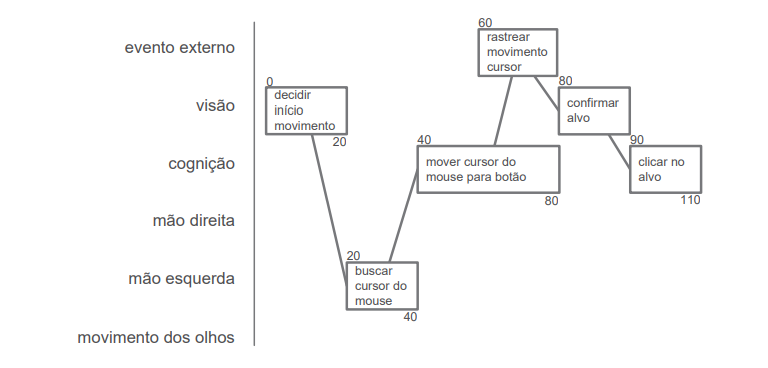 evento externo
visão
cognição
mão direita
mão esquerda
movimento dos olhos
0
decidir
início
movimento
20
20
buscar
cursor do
mouse
40
40
mover cursor do
mouse para botão
80
60
rastrear
movimento
cursor
80
confirmar
alvo
90
clicar no
alvo
110